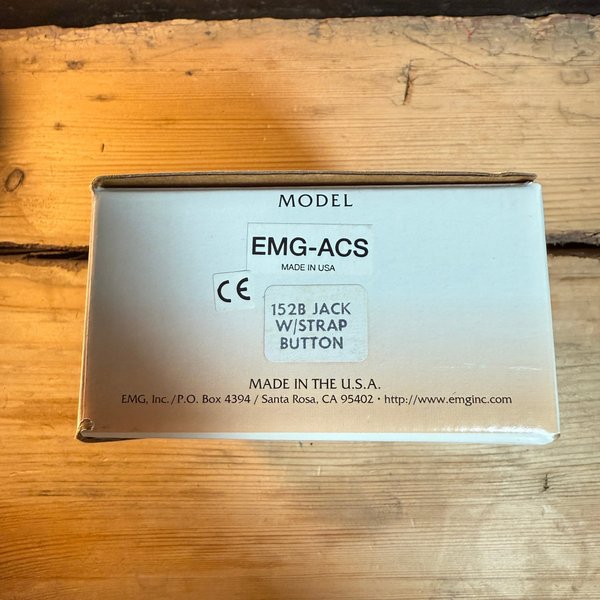 MODEL
EMG-ACS
MADE IN USA
CE
152B JACK
W/STRAP
BUTTON
MADE IN THE U.S.A.
EMG, Inc./P.O. Box 4394 / Santa Rosa, CA 95402 • http://www.emginc.com